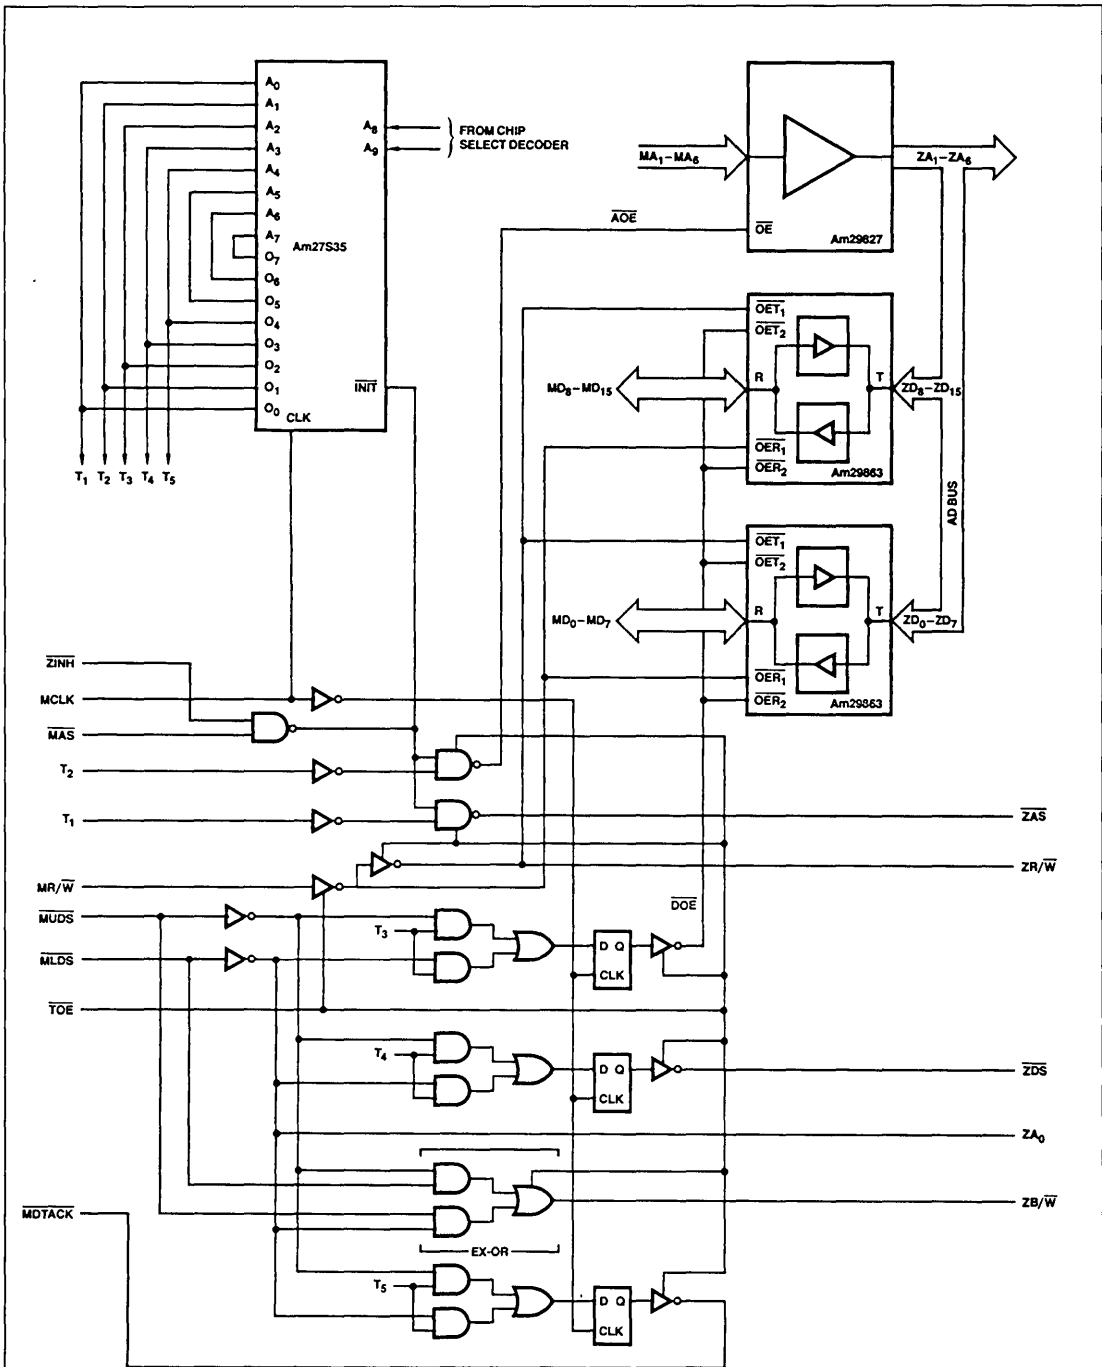 A0
A1
A2
A3
A4
A5
A6
A7
O7
O6
O5
O4
O3
O2
O1
O0
CLK
Am27S35
A8
A9
FROM CHIP
SELECT DECODER
INIT
T1 T2 T3 T4 T5
MA1–MA6
ZA1–ZA6
AOE
OE
Am29827
OET1
OET2
MD8–MD15
R
T
ZD8–ZD15
OER1
OER2
Am29863
AD BUS
OET1
OET2
MD0–MD7
R
T
ZD0–ZD7
OER1
OER2
Am29863
ZINH
MCLK
MAS
T2
T1
ZAS
ZR/W
MR/W
MUDS
DOE
T3
D Q
CLK
MLDS
TOE
T4
D Q
CLK
ZDS
ZA0
ZB/W
MDTACK
EX-OR
T5
D Q
CLK